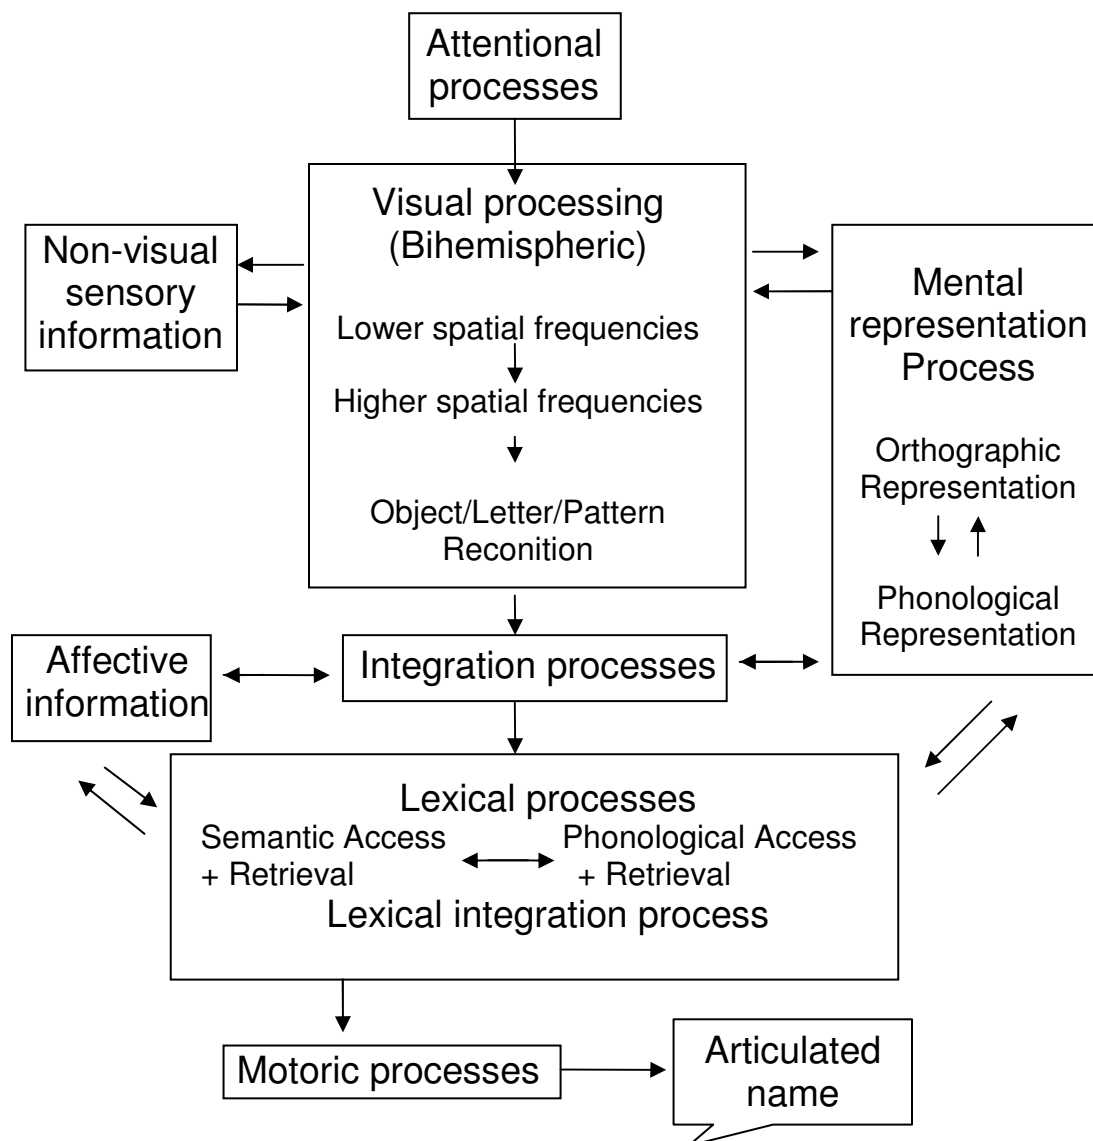 Attentional
processes
Visual processing
(Bihemispheric)
Non-visual
sensory
information
Lower spatial frequencies
Higher spatial frequencies
Object/Letter/Pattern
Reconition
Mental
representation
Process
Orthographic
Representation
Phonological
Representation
Affective
information
Integration processes
Lexical processes
Semantic Access
+ Retrieval
Phonological Access
+ Retrieval
Lexical integration process
Motoric processes
Articulated
name